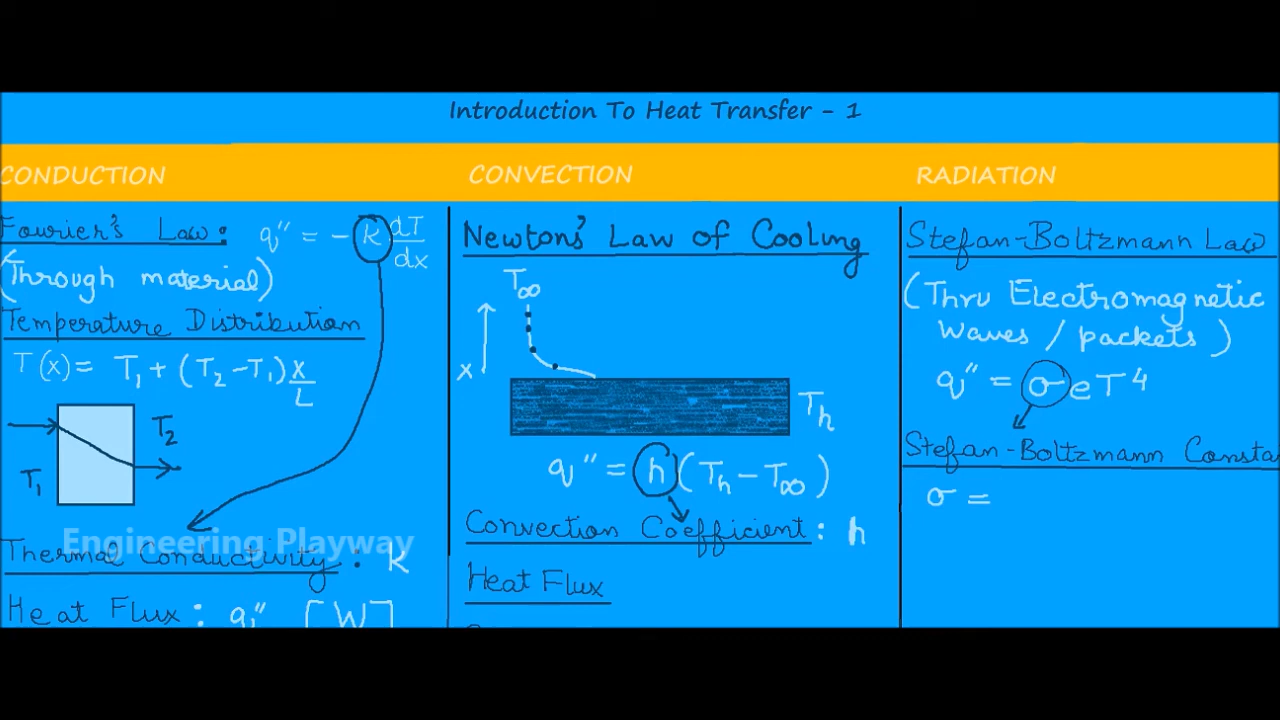 Introduction To Heat Transfer - 1
CONDUCTION
CONVECTION
RADIATION
Fourier's Law: q'' = - k dT/dx
(Through material)
Temperature Distribution
T(x) = T₁ + (T₂ - T₁) x/L
T₂
T₁
Engineering Playway
Thermal Conductivity : k
Heat Flux : q'' [W]
Newtons' Law of Cooling
T∞
x
Tₕ
q'' = h (Tₕ - T∞)
Convection Coefficient : h
Heat Flux
Stefan-Boltzmann Law
(Thru Electromagnetic
Waves / packets)
q'' = σ e T⁴
Stefan-Boltzmann Consta
σ =